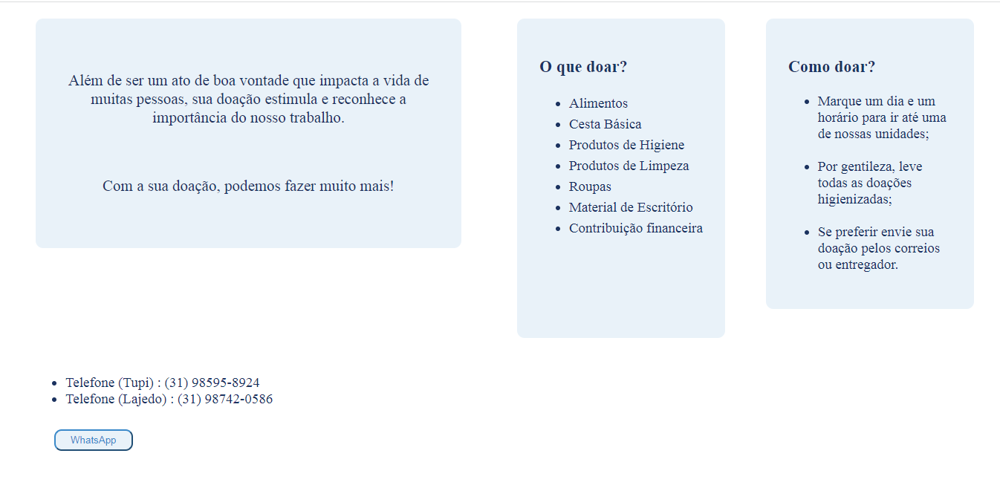 Além de ser um ato de boa vontade que impacta a vida de
muitas pessoas, sua doação estimula e reconhece a
importância do nosso trabalho.
Com a sua doação, podemos fazer muito mais!
O que doar?
Alimentos
Cesta Básica
Produtos de Higiene
Produtos de Limpeza
Roupas
Material de Escritório
Contribuição financeira
Como doar?
Marque um dia e um
horário para ir até uma
de nossas unidades;
Por gentileza, leve
todas as doações
higienizadas;
Se preferir envie sua
doação pelos correios
ou entregador.
Telefone (Tupi) : (31) 98595-8924
Telefone (Lajedo) : (31) 98742-0586
WhatsApp